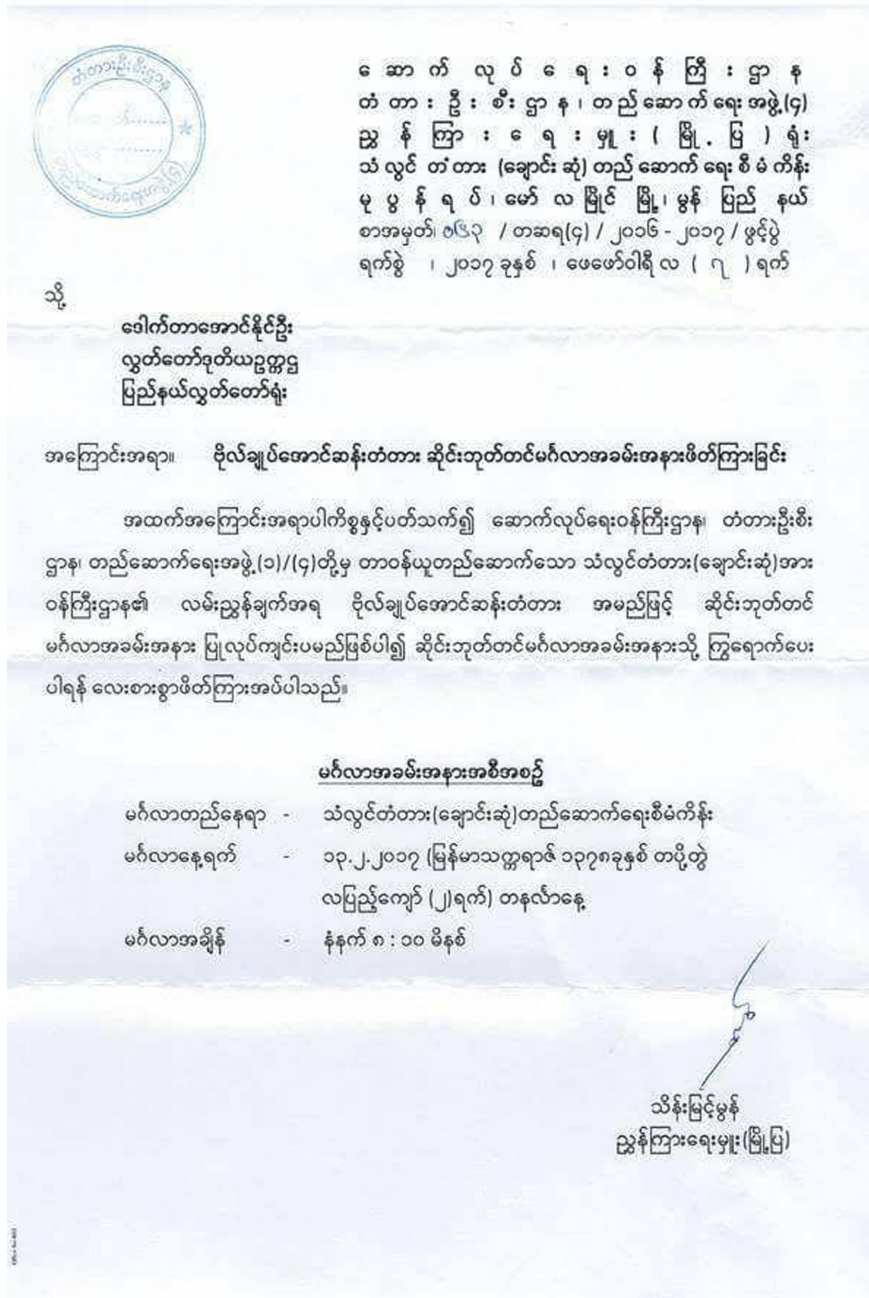 တံတားဦးစီးဌာန
ဆောက်လုပ်ရေးဝန်ကြီးဌာန
တံတားဦးစီးဌာန၊ တည်ဆောက်ရေးအဖွဲ့(၄)
ညွှန်ကြားရေးမှူး(မြို့ပြ)ရုံး
သံလွင်တံတား (ချောင်းဆုံ) တည်ဆောက်ရေးစီမံကိန်း
မုပွန်ရပ်၊ မော်လမြိုင်မြို့၊ မွန်ပြည်နယ်
စာအမှတ်၊ / တဆရ(၄) / ၂၀၁၆ - ၂၀၁၇ / ဖွင့်ပွဲ
ရက်စွဲ ၊ ၂၀၁၇ ခုနှစ် ၊ ဖေဖော်ဝါရီ လ ( ၇ ) ရက်
သို့
ဒေါက်တာအောင်နိုင်ဦး
လွှတ်တော်ဒုတိယဥက္ကဌ
ပြည်နယ်လွှတ်တော်ရုံး
အကြောင်းအရာ။ ဗိုလ်ချုပ်အောင်ဆန်းတံတား ဆိုင်းဘုတ်တင်မင်္ဂလာအခမ်းအနားဖိတ်ကြားခြင်း
အထက်အကြောင်းအရာပါကိစ္စနှင့်ပတ်သက်၍ ဆောက်လုပ်ရေးဝန်ကြီးဌာန၊ တံတားဦးစီး
ဌာန၊ တည်ဆောက်ရေးအဖွဲ့(၁)/(၄)တို့မှ တာဝန်ယူတည်ဆောက်သော သံလွင်တံတား(ချောင်းဆုံ)အား
ဝန်ကြီးဌာန၏ လမ်းညွှန်ချက်အရ ဗိုလ်ချုပ်အောင်ဆန်းတံတား အမည်ဖြင့် ဆိုင်းဘုတ်တင်
မင်္ဂလာအခမ်းအနား ပြုလုပ်ကျင်းပမည်ဖြစ်ပါ၍ ဆိုင်းဘုတ်တင်မင်္ဂလာအခမ်းအနားသို့ ကြွရောက်ပေး
ပါရန် လေးစားစွာဖိတ်ကြားအပ်ပါသည်။
မင်္ဂလာအခမ်းအနားအစီအစဉ်
မင်္ဂလာတည်နေရာ - သံလွင်တံတား(ချောင်းဆုံ)တည်ဆောက်ရေးစီမံကိန်း
မင်္ဂလာနေ့ရက် - ၁၃.၂.၂၀၁၇ (မြန်မာသက္ကရာဇ် ၁၃၇၈ခုနှစ် တပို့တွဲ
လပြည့်ကျော် (၂)ရက်) တနင်္လာနေ့
မင်္ဂလာအချိန် - နံနက် ၈ : ၁၀ မိနစ်
သိန်းမြင့်မွန်
ညွှန်ကြားရေးမှူး(မြို့ပြ)